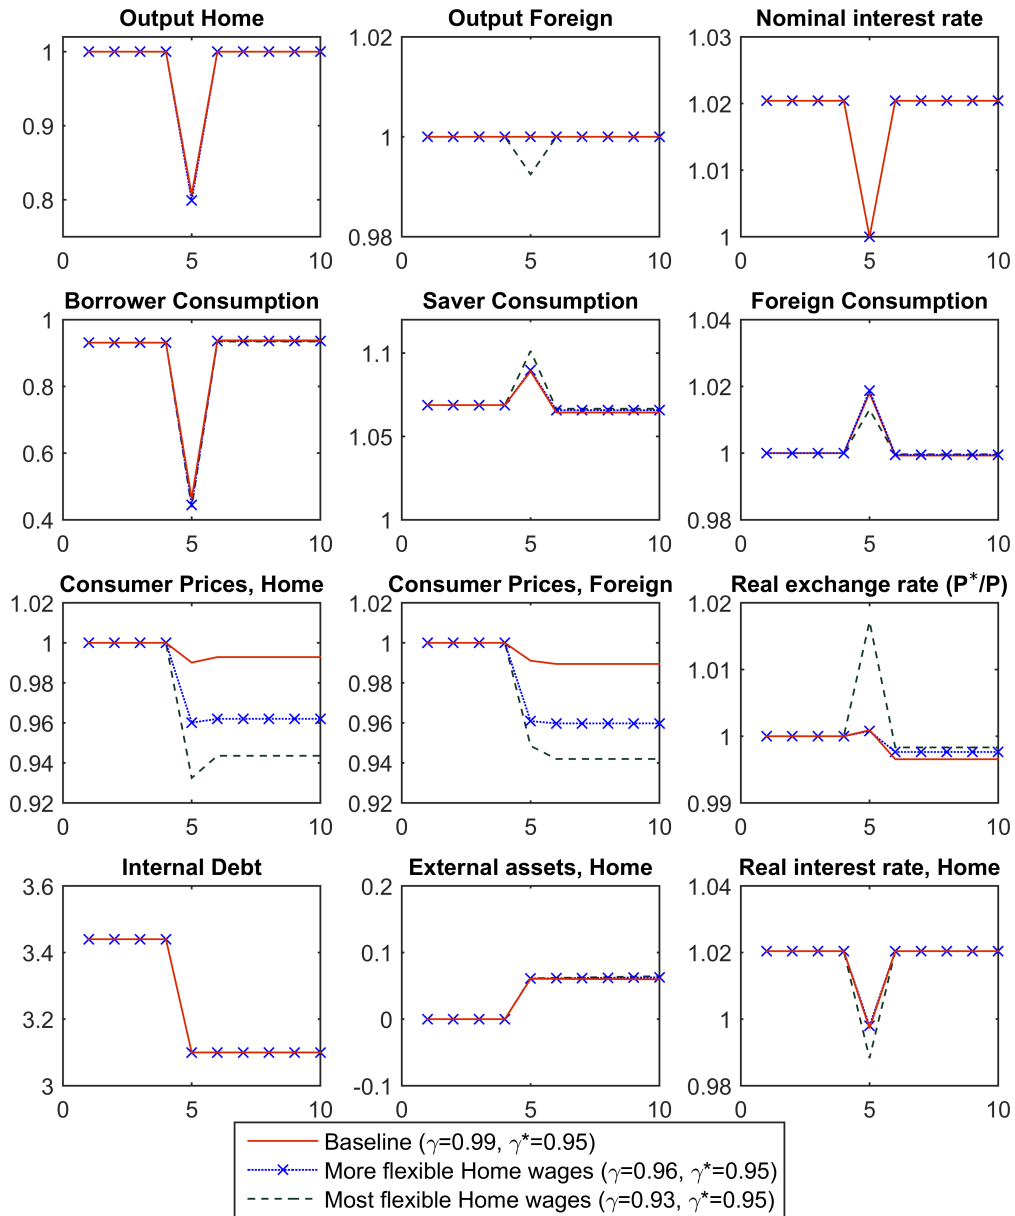 Output Home
Output Foreign
Nominal interest rate
1
0.9
0.8
0 5 10
1.02
1
0.98
0 5 10
1.03
1.02
1.01
1
0 5 10
Borrower Consumption
Saver Consumption
Foreign Consumption
1
0.8
0.6
0.4
0 5 10
1.1
1.05
1
0 5 10
1.04
1.02
1
0.98
0 5 10
Consumer Prices, Home
Consumer Prices, Foreign
Real exchange rate (P*/P)
1.02
1
0.98
0.96
0.94
0.92
0 5 10
1.02
1
0.98
0.96
0.94
0.92
0 5 10
1.02
1.01
1
0.99
0 5 10
Internal Debt
External assets, Home
Real interest rate, Home
3.6
3.4
3.2
3
0 5 10
0.2
0.1
0
-0.1
0 5 10
1.04
1.02
1
0.98
0 5 10
Baseline (γ=0.99, γ*=0.95)
More flexible Home wages (γ=0.96, γ*=0.95)
Most flexible Home wages (γ=0.93, γ*=0.95)